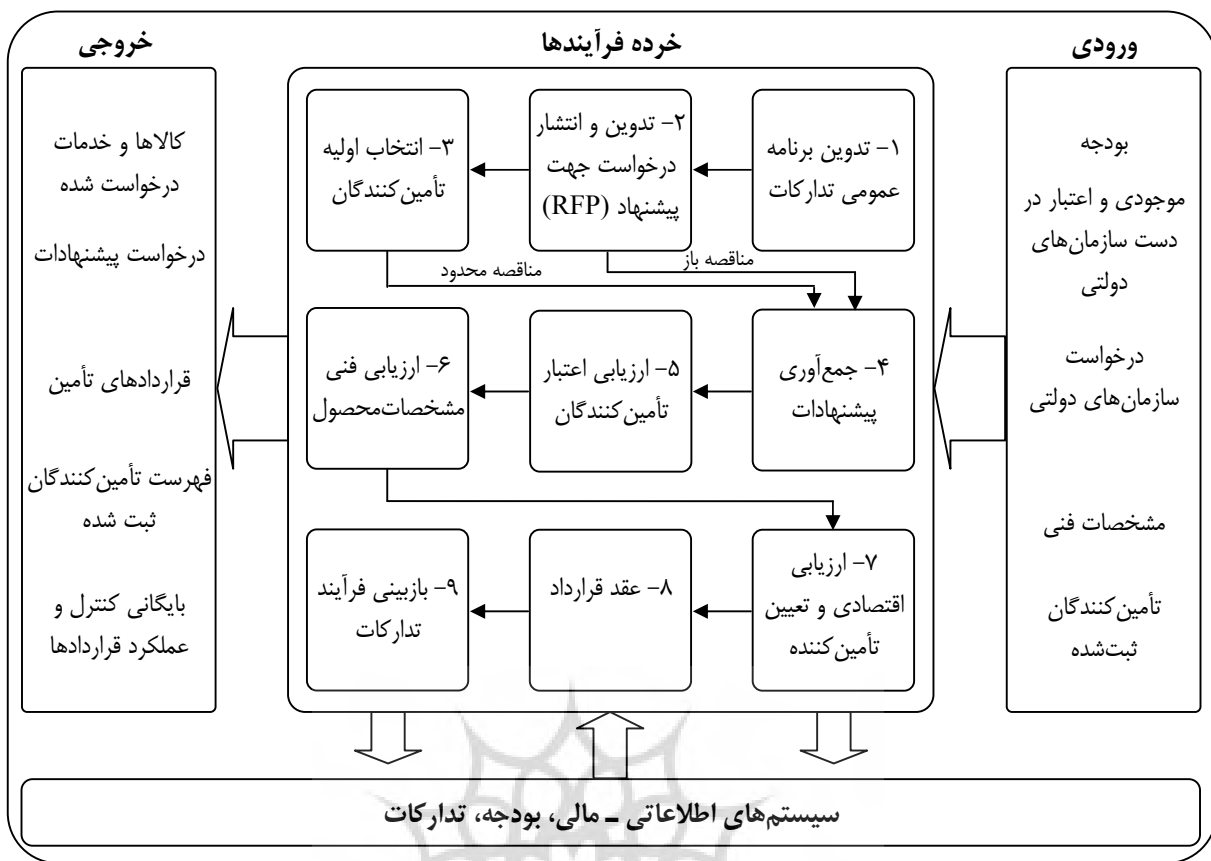 ورودی
بودجه
موجودی و اعتبار در
دست سازمان‌های
دولتی
درخواست
سازمان‌های دولتی
مشخصات فنی
تأمین‌کنندگان
ثبت‌شده
خرده فرآیندها
۱- تدوین برنامه
عمومی تدارکات
۲- تدوین و انتشار
درخواست جهت
پیشنهاد (RFP)
۳- انتخاب اولیه
تأمین‌کنندگان
مناقصه باز
مناقصه محدود
۴- جمع‌آوری
پیشنهادات
۵- ارزیابی اعتبار
تأمین‌کنندگان
۶- ارزیابی فنی
مشخصات‌محصول
۷- ارزیابی
اقتصادی و تعیین
تأمین‌کننده
۸- عقد قرارداد
۹- بازبینی فرآیند
تدارکات
خروجی
کالاها و خدمات
درخواست شده
درخواست پیشنهادات
قراردادهای تأمین
فهرست تأمین‌کنندگان
ثبت شده
بایگانی کنترل و
عملکرد قراردادها
سیستم‌های اطلاعاتی – مالی، بودجه، تدارکات